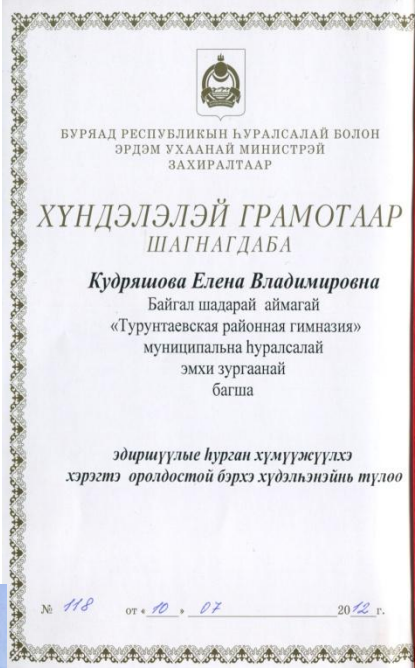 БУРЯАД РЕСПУБЛИКЫН ҺУРАЛСАЛАЙ БОЛОН
ЭРДЭМ УХААНАЙ МИНИСТРЭЙ
ЗАХИРАЛТААР
ХҮНДЭЛЭЛЭЙ ГРАМОТААР
ШАГНАГДАБА
Кудряшова Елена Владимировна
Байгал шадарай аймагай
«Турунтаевская районная гимназия»
муниципальна һуралсалай
эмхи зургаанай
багша
эдиршүүлые һурган хүмүүжүүлхэ
хэрэгтэ оролдостой бэрхэ хүдэлһэнэйнь түлөө
№ 118 от « 10 » 07 2012 г.